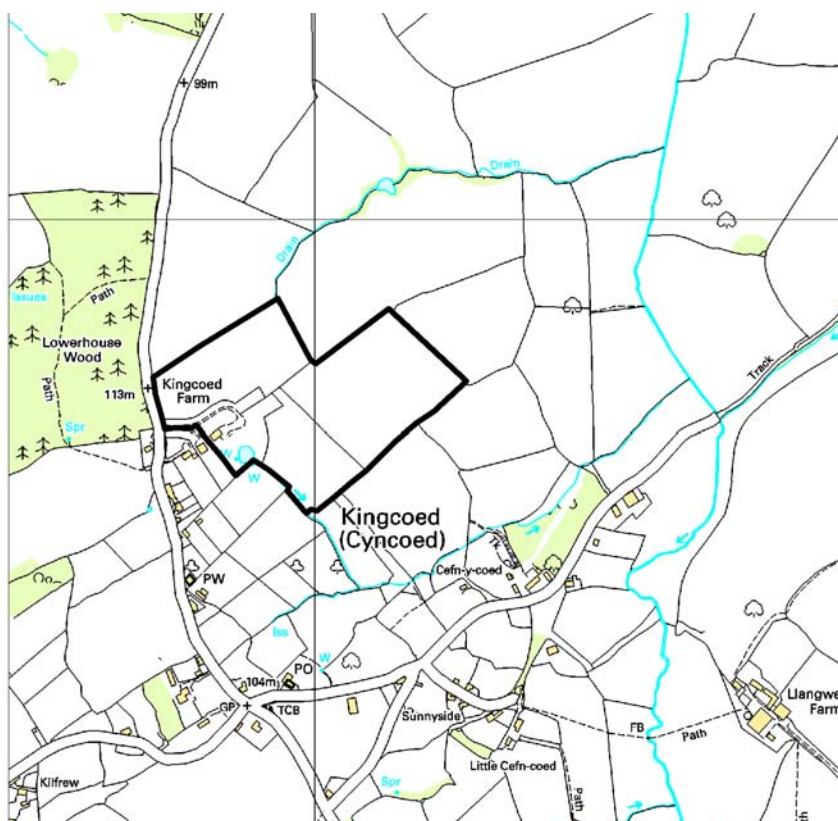 99m
Drain
Drain
Issues
Path
Lowerhouse
Wood
Path
113m
Kingcoed
Farm
Track
Spr
W
W
Kingcoed
(Cyncoed)
Tk
Cefn-y-coed
PW
Iss
W
PO
104m
GP
TCB
Sunnyside
Llangwe
Farm
FB
Path
Little Cefn-coed
Kilfrew
Spr
Path